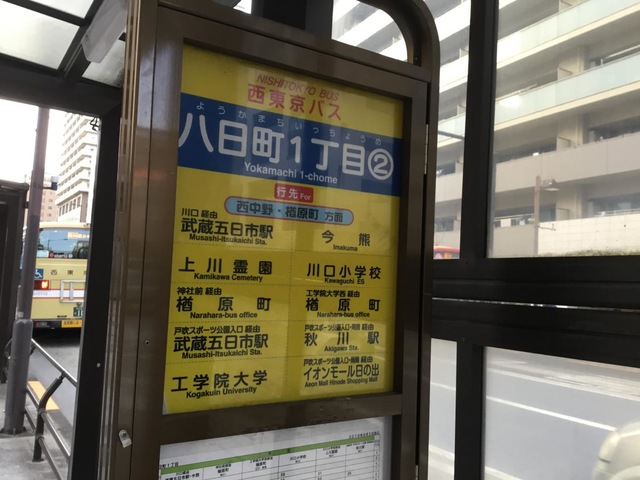 NISHITOKYO BUS
西東京バス
ようかまちいっちょうめ
八日町1丁目②
Yokamachi 1-chome
行先 For
西中野・楢原町 方面
川口 経由
武蔵五日市駅
Musashi-Itsukaichi Sta.
今熊
Imakuma
上川霊園
Kamikawa Cemetery
川口小学校
Kawaguchi ES
神社前 経由
楢原町
Narahara-bus office
工学院大学西 経由
楢原町
Narahara-bus office
戸吹スポーツ公園入口 経由
武蔵五日市駅
Musashi-Itsukaichi Sta.
戸吹スポーツ公園入口・ 経由
秋川駅
Akigawa Sta.
工学院大学
Kogakuin University
戸吹スポーツ公園入口・ 経由
イオンモール日の出
Aeon Mall Hinode Shopping Mall